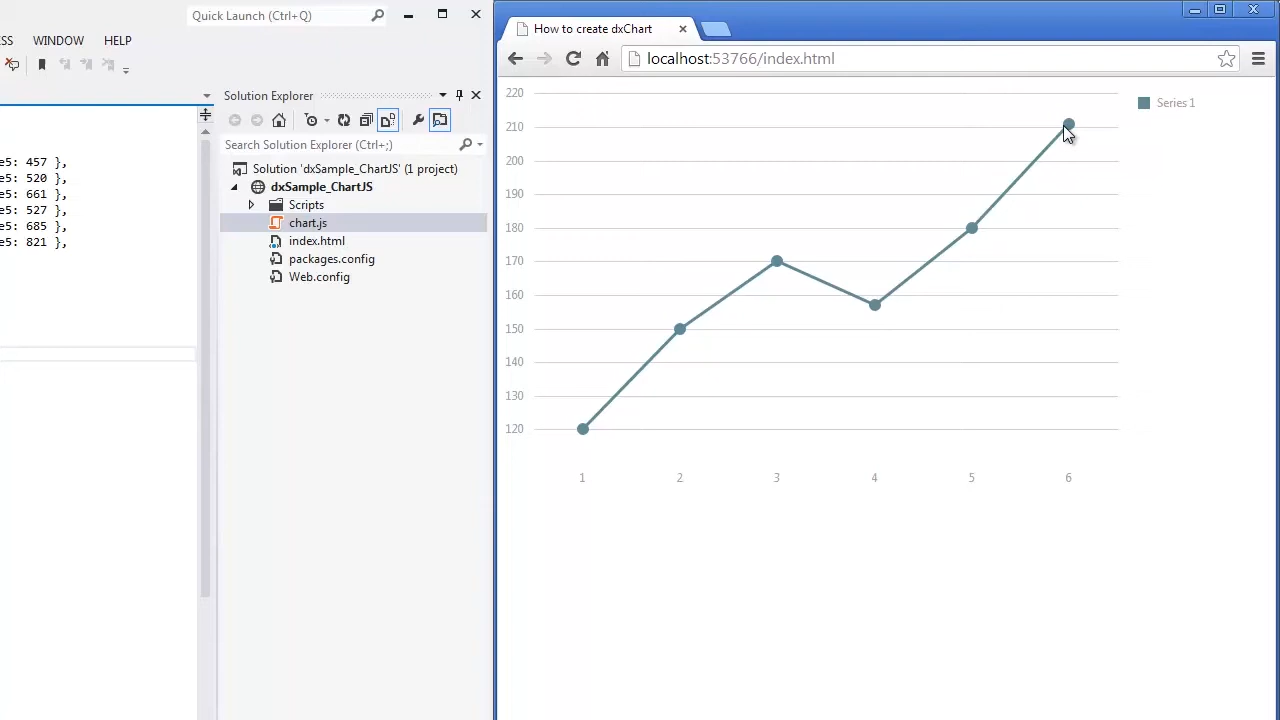 Quick Launch (Ctrl+Q)
SS WINDOW HELP
e5: 457 },
e5: 520 },
e5: 661 },
e5: 527 },
e5: 685 },
e5: 821 },
Solution Explorer
Search Solution Explorer (Ctrl+;)
Solution 'dxSample_ChartJS' (1 project)
dxSample_ChartJS
Scripts
chart.js
index.html
packages.config
Web.config
How to create dxChart
localhost:53766/index.html
220
210
200
190
180
170
160
150
140
130
120
1 2 3 4 5 6
Series 1